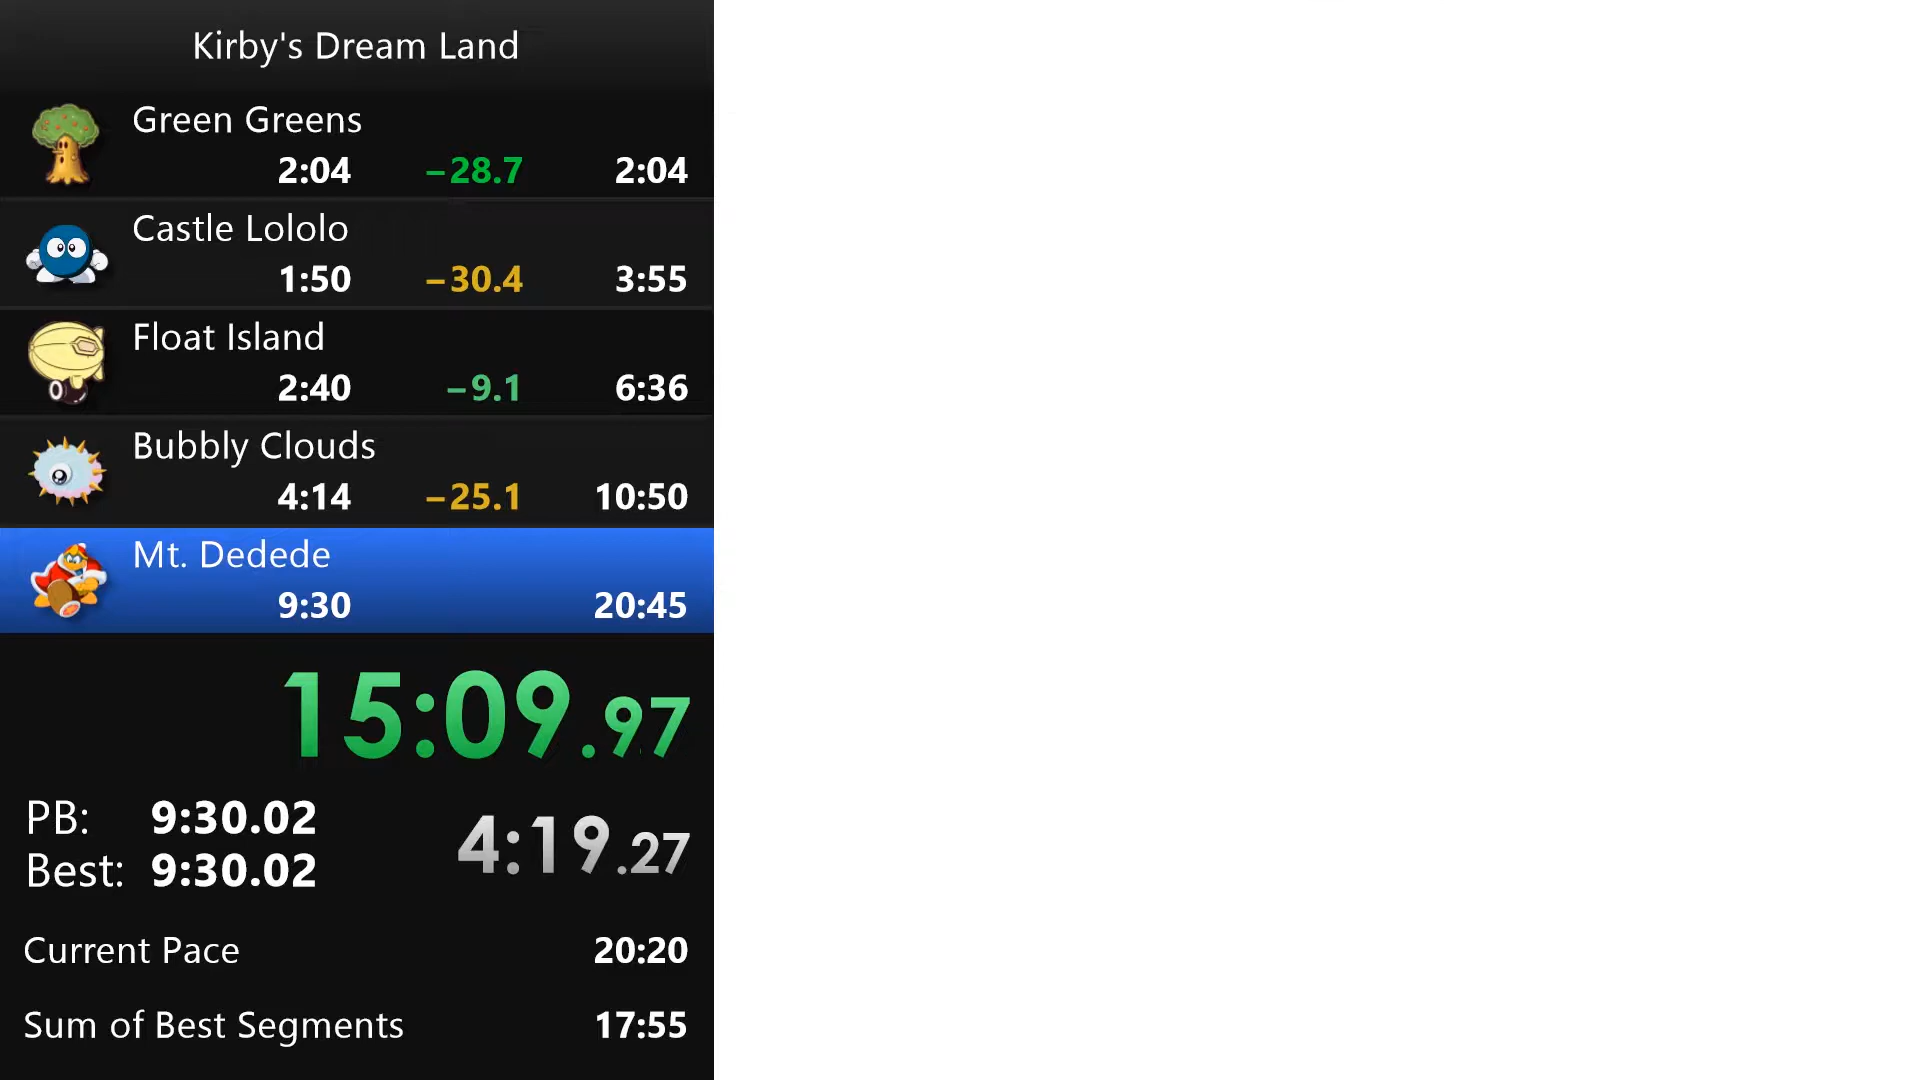 Kirby's Dream Land
Green Greens
2:04 −28.7 2:04
Castle Lololo
1:50 −30.4 3:55
Float Island
2:40 −9.1 6:36
Bubbly Clouds
4:14 −25.1 10:50
Mt. Dedede
9:30 20:45
15:09.97
PB: 9:30.02
Best: 9:30.02
4:19.27
Current Pace 20:20
Sum of Best Segments 17:55